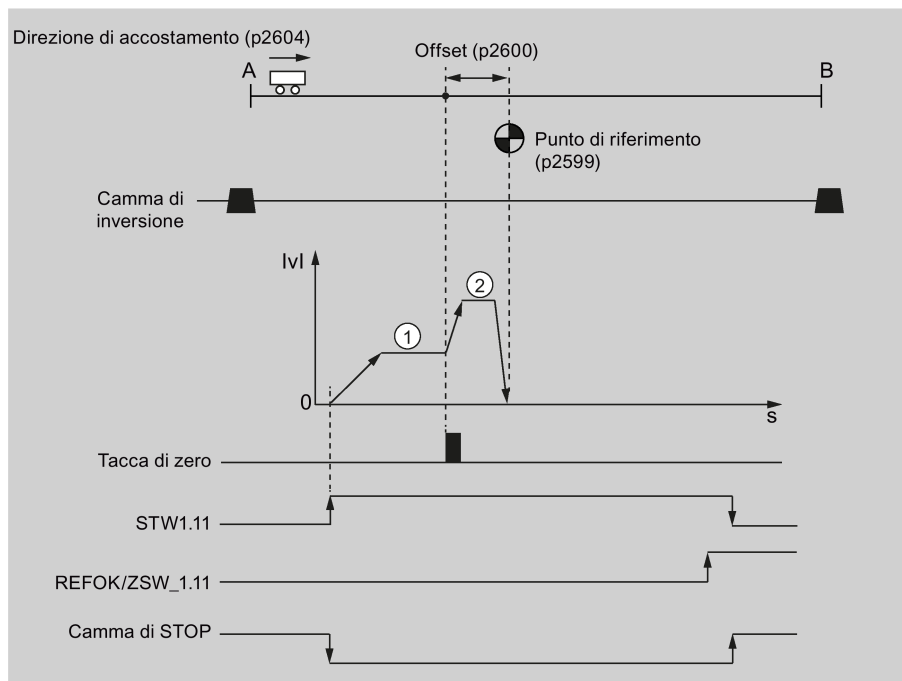 Direzione di accostamento (p2604)
Offset (p2600)
A
B
Punto di riferimento
(p2599)
Camma di
inversione
IvI
1
2
0
s
Tacca di zero
STW1.11
REFOK/ZSW_1.11
Camma di STOP